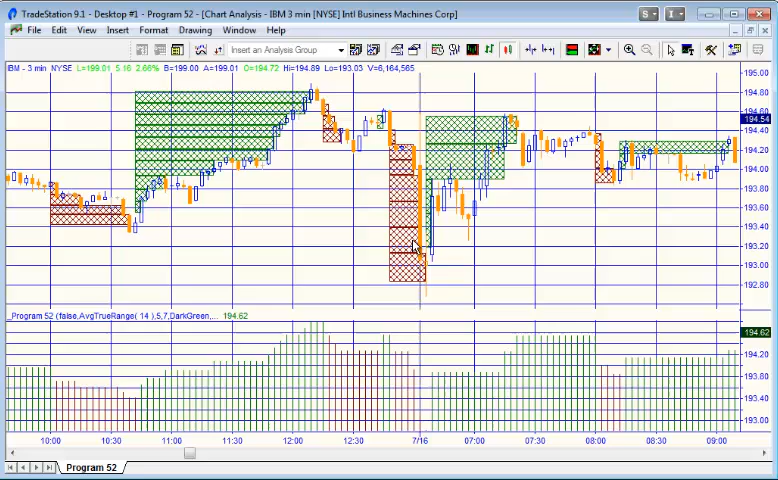 TradeStation 9.1 - Desktop #1 - Program 52 - [Chart Analysis - IBM 3 min [NYSE] Intl Business Machines Corp]
S I
File Edit View Insert Format Drawing Window Help
Insert an Analysis Group
IBM - 3 min NYSE L=199.01 5.16 2.66% B=199.00 A=199.01 O=194.72 Hi=194.89 Lo=193.03 V=6,164,565
195.00
194.80
194.60
194.54
194.40
194.20
194.00
193.80
193.60
193.40
193.20
193.00
192.80
_Program 52 (false,AvgTrueRange( 14 ),5,7,DarkGreen,... 194.62
194.62
194.20
193.80
193.40
193.00
10:00 10:30 11:00 11:30 12:00 12:30 7/16 07:00 07:30 08:00 08:30 09:00
Program 52